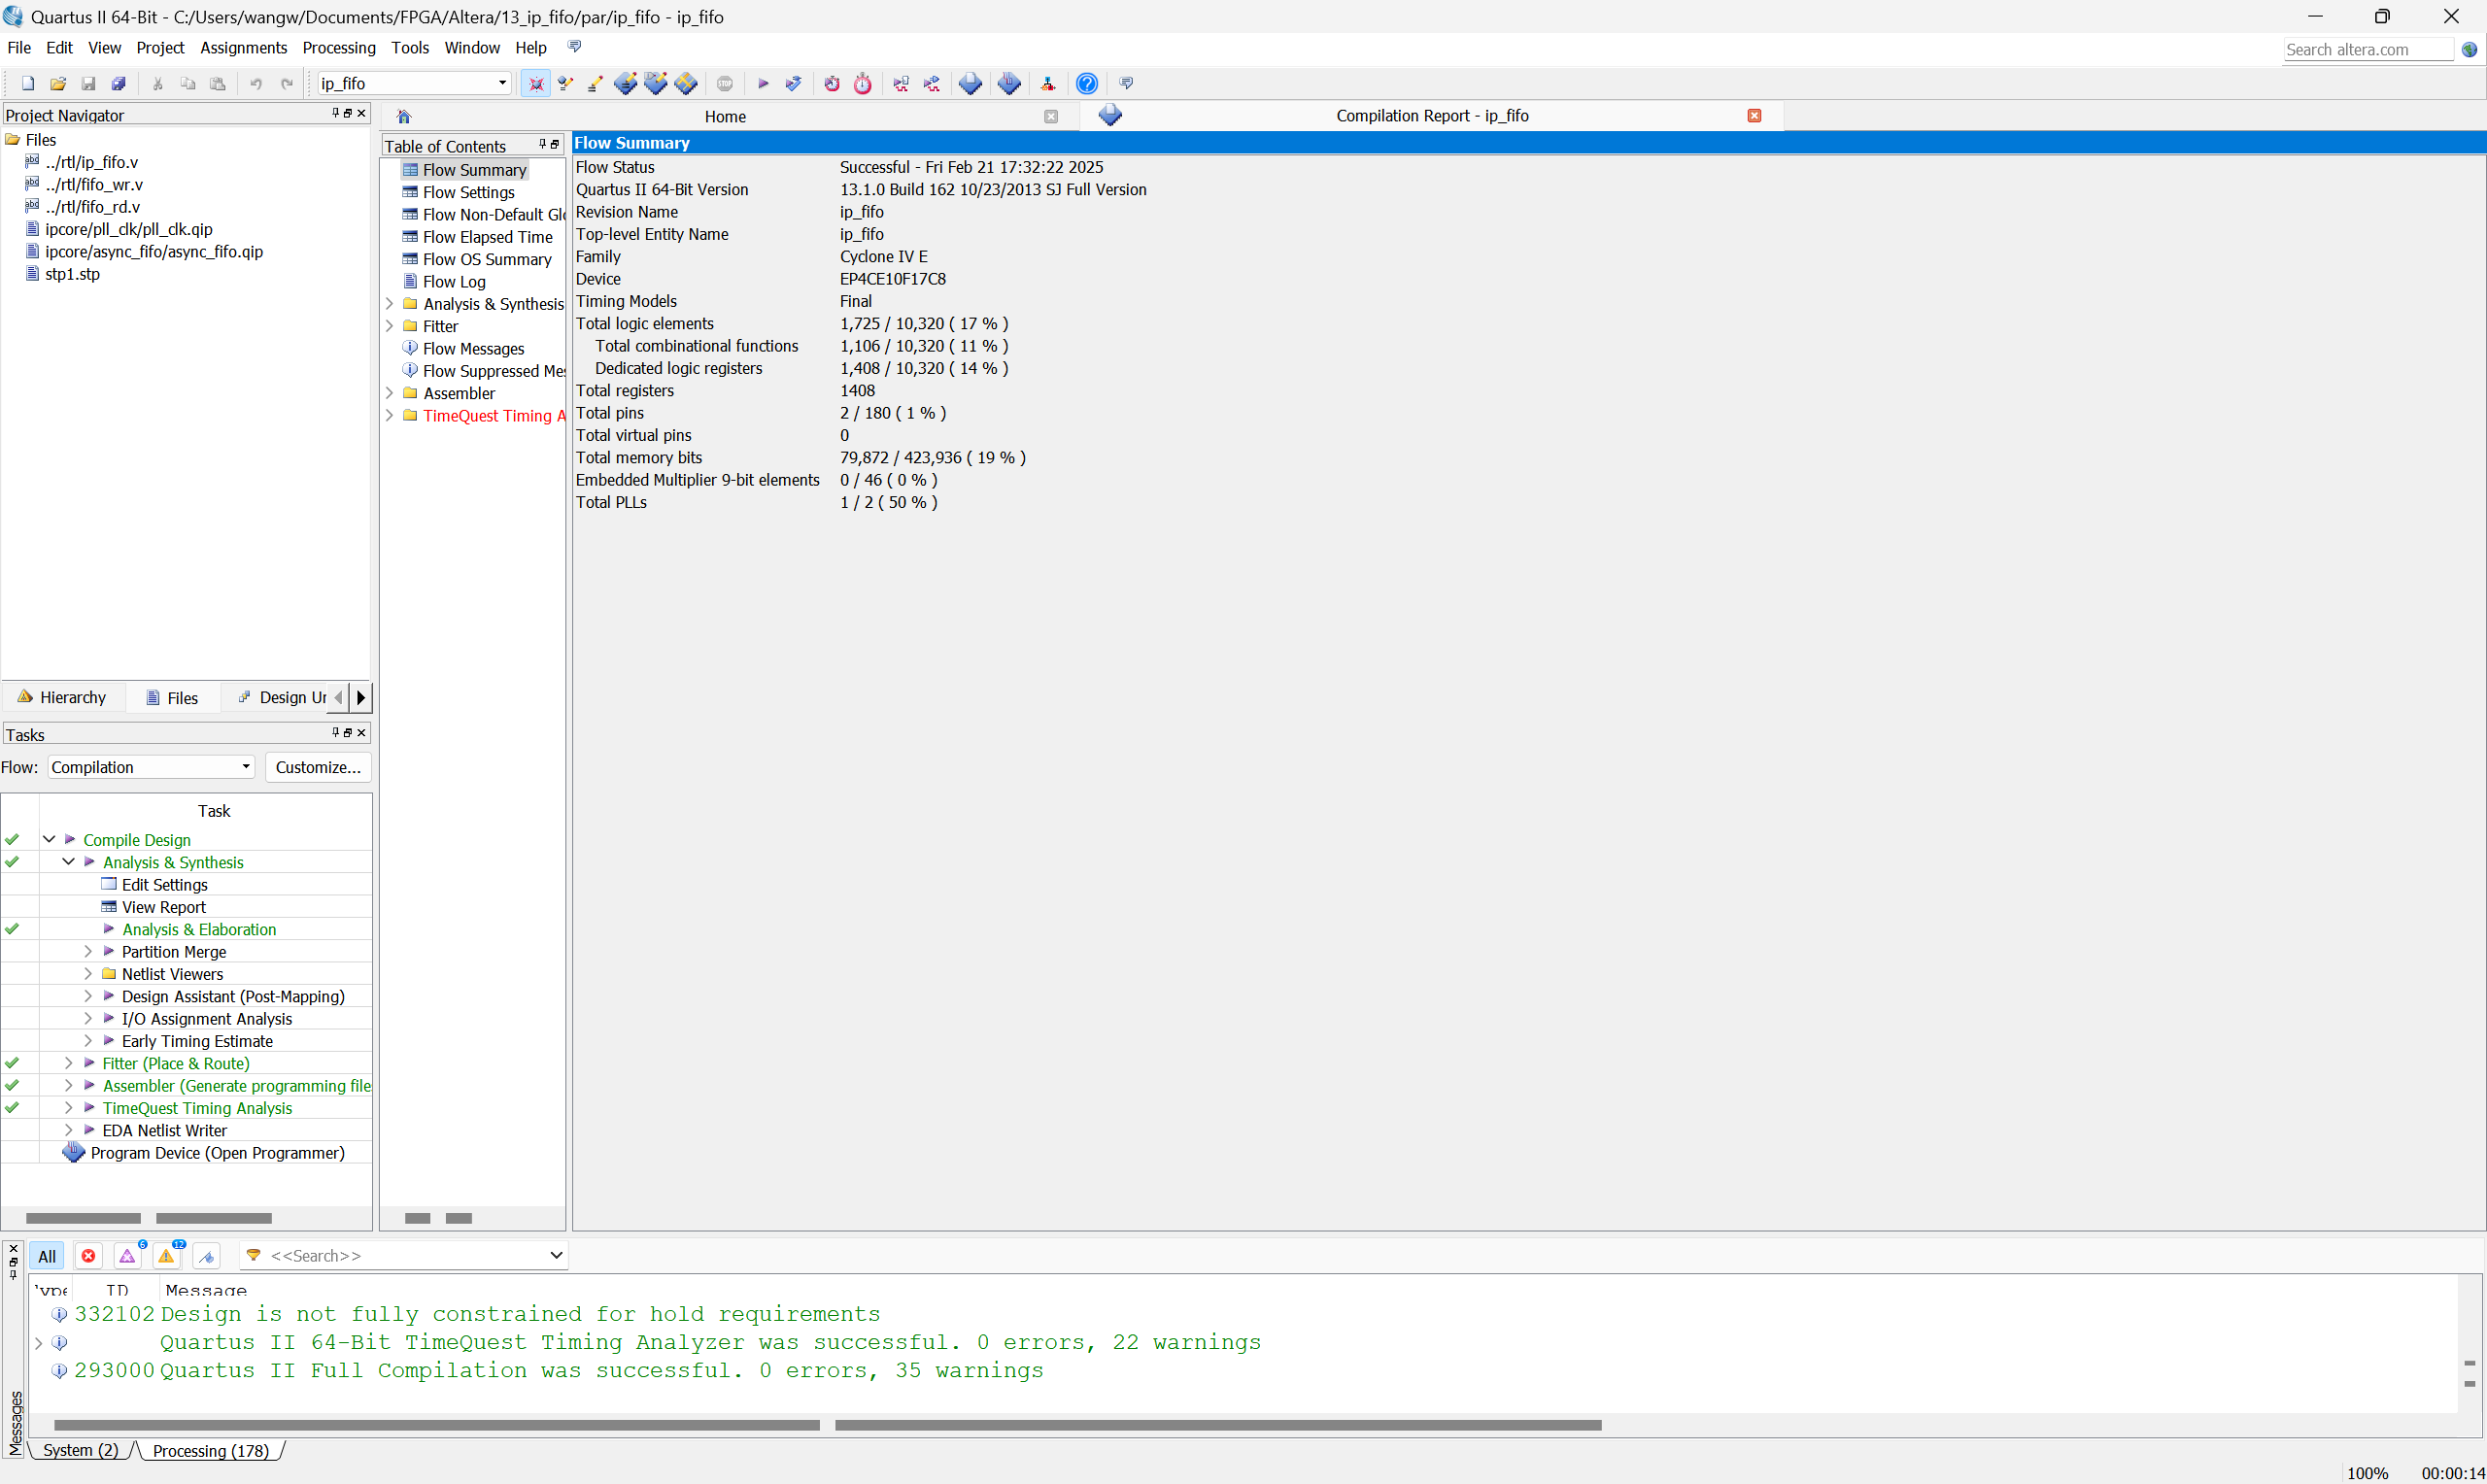 Quartus II 64-Bit - C:/Users/wangw/Documents/FPGA/Altera/13_ip_fifo/par/ip_fifo - ip_fifo
File Edit View Project Assignments Processing Tools Window Help
Search altera.com
ip_fifo
Project Navigator
Files
../rtl/ip_fifo.v
../rtl/fifo_wr.v
../rtl/fifo_rd.v
ipcore/pll_clk/pll_clk.qip
ipcore/async_fifo/async_fifo.qip
stp1.stp
Hierarchy Files Design Ur
Tasks
Flow: Compilation Customize...
Task
Compile Design
Analysis & Synthesis
Edit Settings
View Report
Analysis & Elaboration
Partition Merge
Netlist Viewers
Design Assistant (Post-Mapping)
I/O Assignment Analysis
Early Timing Estimate
Fitter (Place & Route)
Assembler (Generate programming file
TimeQuest Timing Analysis
EDA Netlist Writer
Program Device (Open Programmer)
Home
Compilation Report - ip_fifo
Table of Contents
Flow Summary
Flow Settings
Flow Non-Default Glo
Flow Elapsed Time
Flow OS Summary
Flow Log
Analysis & Synthesis
Fitter
Flow Messages
Flow Suppressed Mes
Assembler
TimeQuest Timing A
Flow Summary
Flow Status Successful - Fri Feb 21 17:32:22 2025
Quartus II 64-Bit Version 13.1.0 Build 162 10/23/2013 SJ Full Version
Revision Name ip_fifo
Top-level Entity Name ip_fifo
Family Cyclone IV E
Device EP4CE10F17C8
Timing Models Final
Total logic elements 1,725 / 10,320 ( 17 % )
Total combinational functions 1,106 / 10,320 ( 11 % )
Dedicated logic registers 1,408 / 10,320 ( 14 % )
Total registers 1408
Total pins 2 / 180 ( 1 % )
Total virtual pins 0
Total memory bits 79,872 / 423,936 ( 19 % )
Embedded Multiplier 9-bit elements 0 / 46 ( 0 % )
Total PLLs 1 / 2 ( 50 % )
All 6 12 <<Search>>
Type ID Message
332102 Design is not fully constrained for hold requirements
Quartus II 64-Bit TimeQuest Timing Analyzer was successful. 0 errors, 22 warnings
293000 Quartus II Full Compilation was successful. 0 errors, 35 warnings
Messages
System (2) Processing (178)
100% 00:00:14